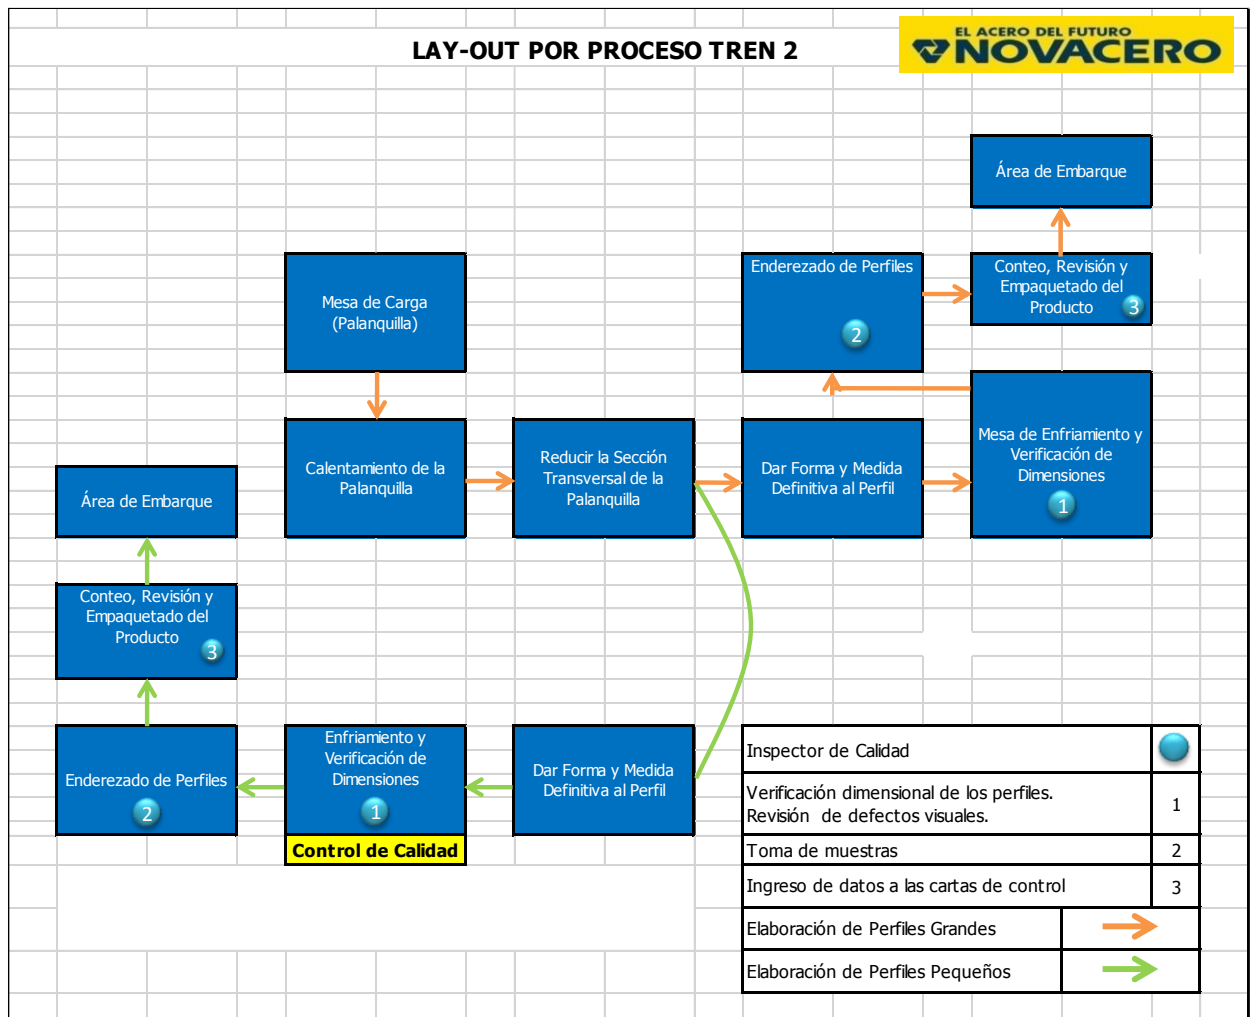 LAY-OUT POR PROCESO TREN 2
EL ACERO DEL FUTURO
NOVACERO
Área de Embarque
Mesa de Carga
(Palanquilla)
Enderezado de Perfiles
2
Conteo, Revisión y
Empaquetado del
Producto
3
Calentamiento de la
Palanquilla
Reducir la Sección
Transversal de la
Palanquilla
Dar Forma y Medida
Definitiva al Perfil
Mesa de Enfriamiento y
Verificación de
Dimensiones
1
Área de Embarque
Conteo, Revisión y
Empaquetado del
Producto
3
Enderezado de Perfiles
2
Enfriamiento y
Verificación de
Dimensiones
1
Control de Calidad
Dar Forma y Medida
Definitiva al Perfil
Inspector de Calidad
Verificación dimensional de los perfiles.
Revisión  de defectos visuales.
1
Toma de muestras
2
Ingreso de datos a las cartas de control
3
Elaboración de Perfiles Grandes
Elaboración de Perfiles Pequeños